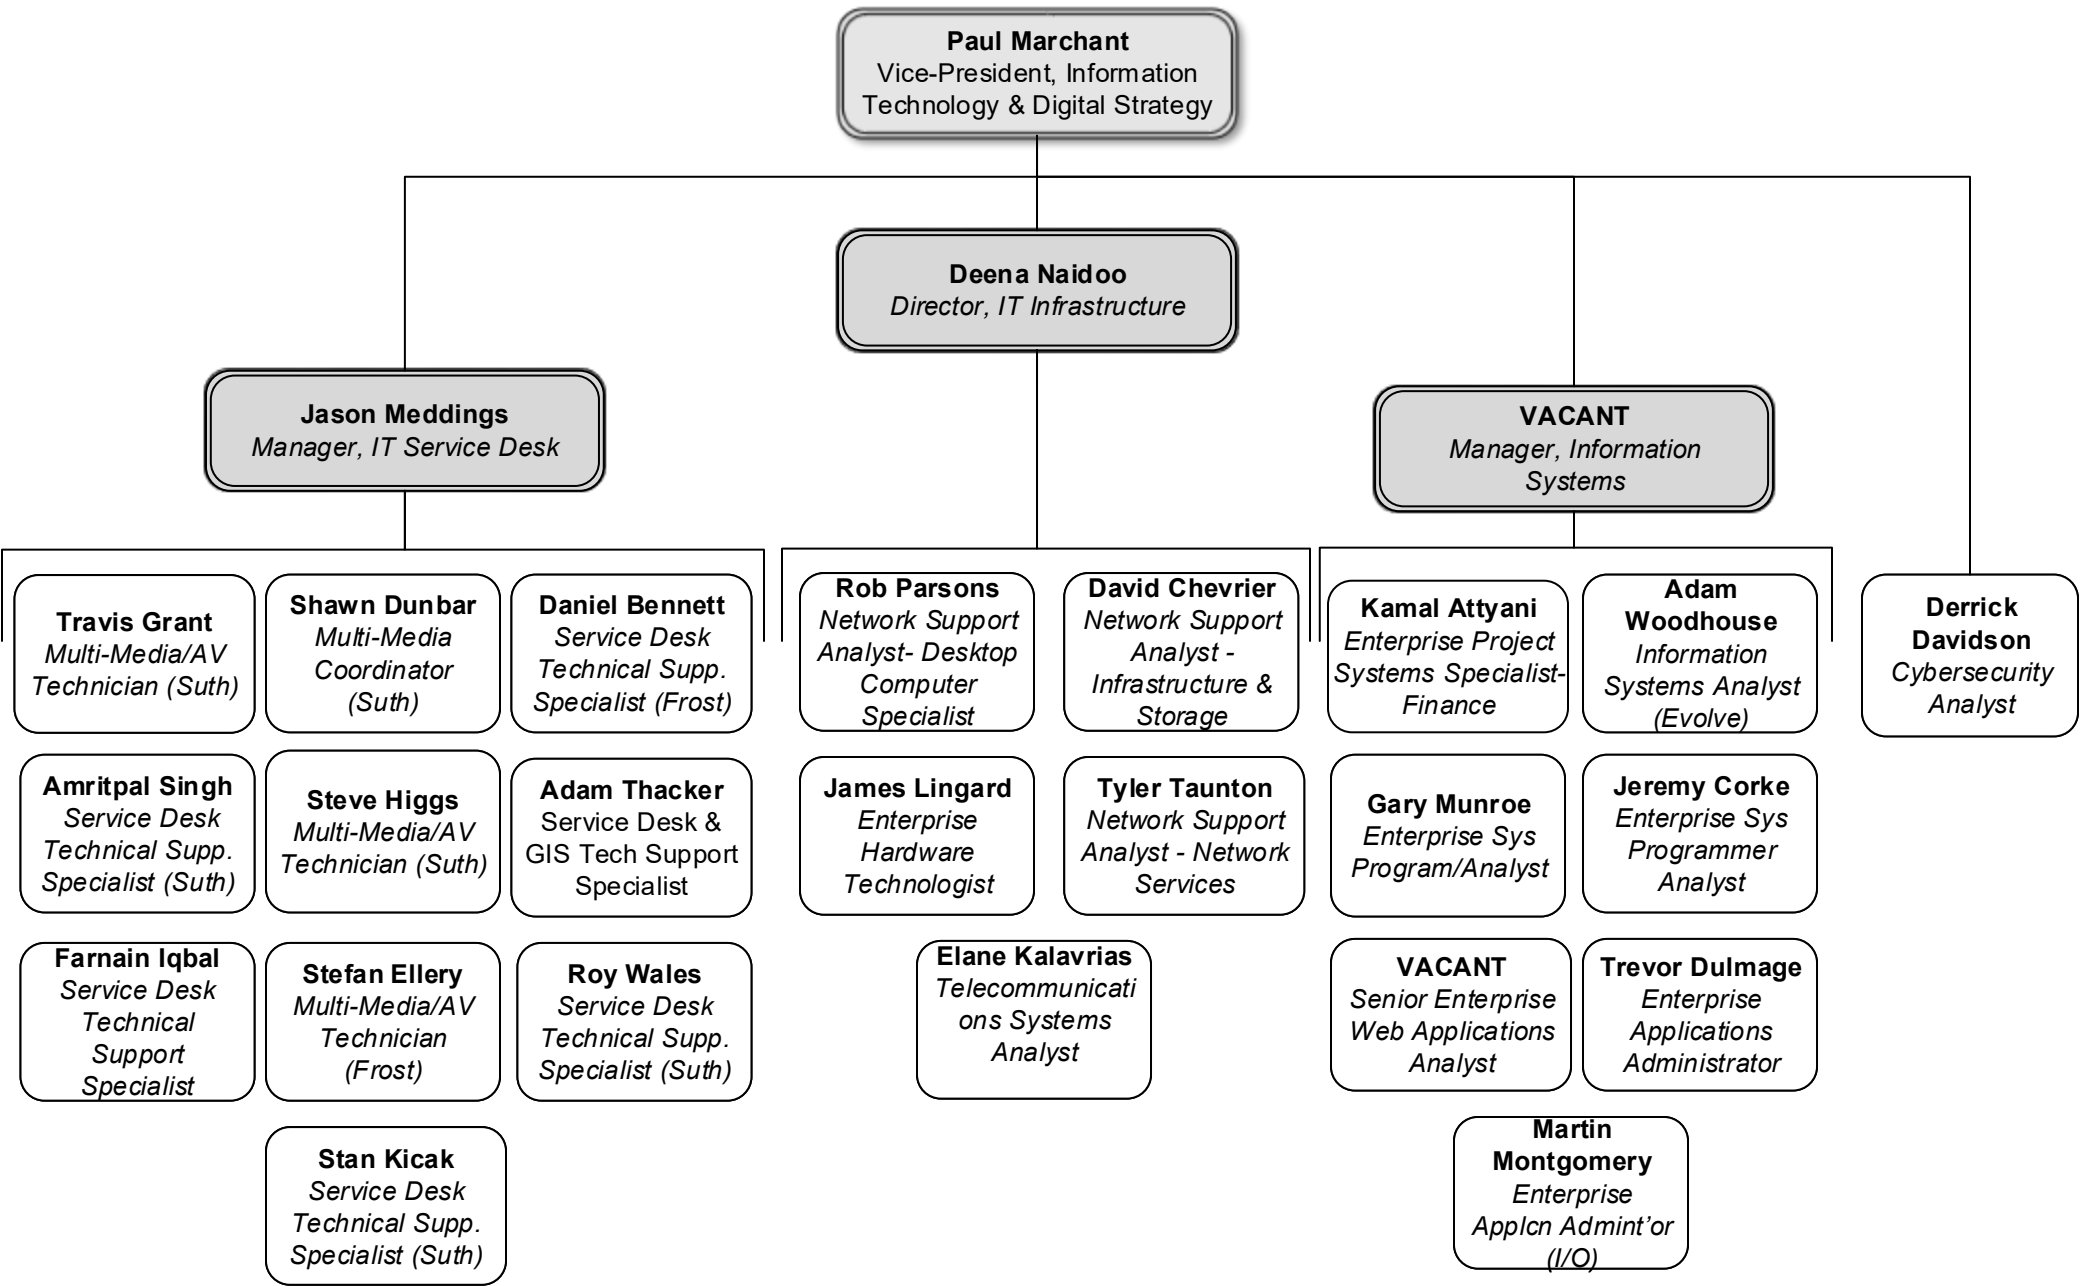 Paul Marchant
Vice-President, Information
Technology & Digital Strategy
Deena Naidoo
Director, IT Infrastructure
Jason Meddings
Manager, IT Service Desk
VACANT
Manager, Information
Systems
Travis Grant
Multi-Media/AV
Technician (Suth)
Shawn Dunbar
Multi-Media
Coordinator
(Suth)
Daniel Bennett
Service Desk
Technical Supp.
Specialist (Frost)
Rob Parsons
Network Support
Analyst- Desktop
Computer
Specialist
David Chevrier
Network Support
Analyst -
Infrastructure &
Storage
Kamal Attyani
Enterprise Project
Systems Specialist-
Finance
Adam
Woodhouse
Information
Systems Analyst
(Evolve)
Derrick
Davidson
Cybersecurity
Analyst
Amritpal Singh
Service Desk
Technical Supp.
Specialist (Suth)
Steve Higgs
Multi-Media/AV
Technician (Suth)
Adam Thacker
Service Desk &
GIS Tech Support
Specialist
James Lingard
Enterprise
Hardware
Technologist
Tyler Taunton
Network Support
Analyst - Network
Services
Gary Munroe
Enterprise Sys
Program/Analyst
Jeremy Corke
Enterprise Sys
Programmer
Analyst
Farnain Iqbal
Service Desk
Technical
Support
Specialist
Stefan Ellery
Multi-Media/AV
Technician
(Frost)
Roy Wales
Service Desk
Technical Supp.
Specialist (Suth)
Elane Kalavrias
Telecommunicati
ons Systems
Analyst
VACANT
Senior Enterprise
Web Applications
Analyst
Trevor Dulmage
Enterprise
Applications
Administrator
Stan Kicak
Service Desk
Technical Supp.
Specialist (Suth)
Martin
Montgomery
Enterprise
Applcn Admint’or
(I/O)